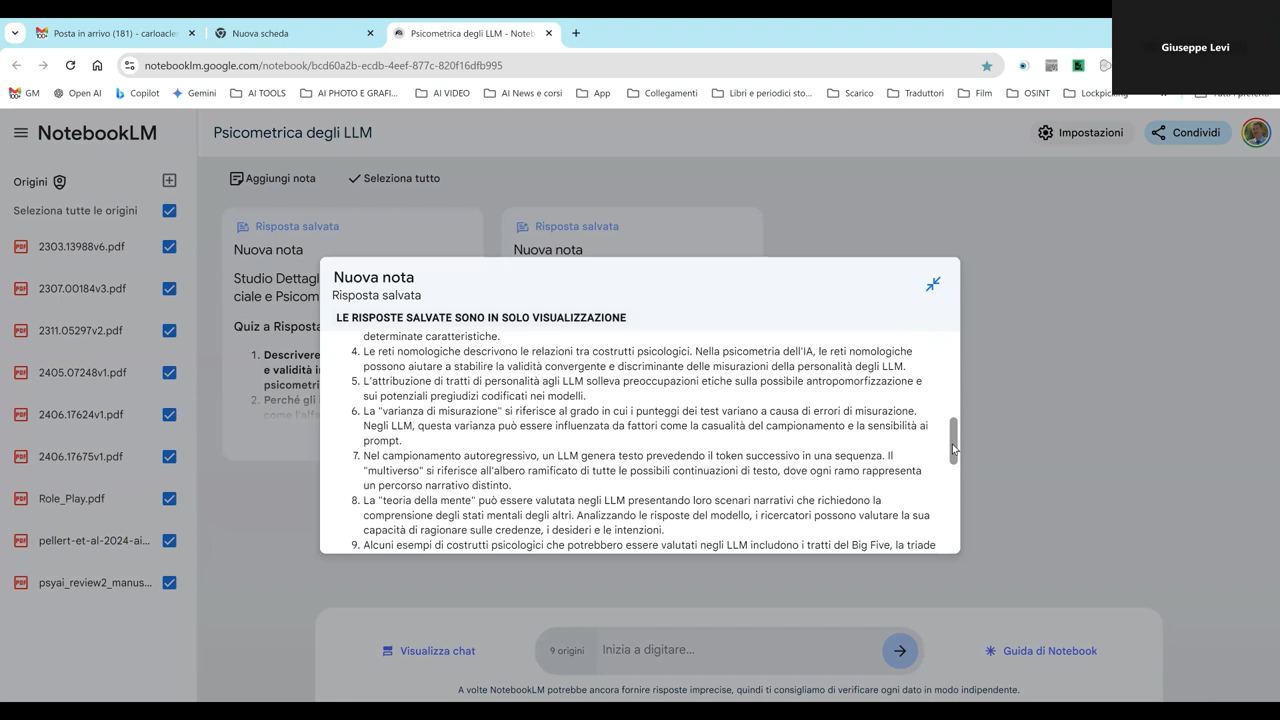 Posta in arrivo (181) - carloacler
Nuova scheda
Psicometrica degli LLM - Noteb
Giuseppe Levi
notebooklm.google.com/notebook/bcd60a2b-ecdb-4eef-877c-820f16dfb995
GM
Open AI
Copilot
Gemini
AI TOOLS
AI PHOTO E GRAFI...
AI VIDEO
AI News e corsi
App
Collegamenti
Libri e periodici sto...
Scarico
Traduttori
Film
OSINT
Lockpicking
NotebookLM
Psicometrica degli LLM
Impostazioni
Condividi
Origini
Aggiungi nota
Seleziona tutto
Seleziona tutte le origini
2303.13988v6.pdf
2307.00184v3.pdf
2311.05297v2.pdf
2405.07248v1.pdf
2406.17624v1.pdf
2406.17675v1.pdf
Role_Play.pdf
pellert-et-al-2024-ai...
psyai_review2_manus...
Risposta salvata
Nuova nota
Studio Dettagl
ciale e Psicom
Quiz a Risposta
1. Descrivere
e validità i
psicometri
2. Perché gli i
come l'alfa
Risposta salvata
Nuova nota
Nuova nota
Risposta salvata
LE RISPOSTE SALVATE SONO IN SOLO VISUALIZZAZIONE
determinate caratteristiche.
4. Le reti nomologiche descrivono le relazioni tra costrutti psicologici. Nella psicometria dell'IA, le reti nomologiche
possono aiutare a stabilire la validità convergente e discriminante delle misurazioni della personalità degli LLM.
5. L'attribuzione di tratti di personalità agli LLM solleva preoccupazioni etiche sulla possibile antropomorfizzazione e
sui potenziali pregiudizi codificati nei modelli.
6. La "varianza di misurazione" si riferisce al grado in cui i punteggi dei test variano a causa di errori di misurazione.
Negli LLM, questa varianza può essere influenzata da fattori come la casualità del campionamento e la sensibilità ai
prompt.
7. Nel campionamento autoregressivo, un LLM genera testo prevedendo il token successivo in una sequenza. Il
"multiverso" si riferisce all'albero ramificato di tutte le possibili continuazioni di testo, dove ogni ramo rappresenta
un percorso narrativo distinto.
8. La "teoria della mente" può essere valutata negli LLM presentando loro scenari narrativi che richiedono la
comprensione degli stati mentali degli altri. Analizzando le risposte del modello, i ricercatori possono valutare la sua
capacità di ragionare sulle credenze, i desideri e le intenzioni.
9. Alcuni esempi di costrutti psicologici che potrebbero essere valutati negli LLM includono i tratti del Big Five, la triade
Visualizza chat
9 origini
Inizia a digitare...
Guida di Notebook
A volte NotebookLM potrebbe ancora fornire risposte imprecise, quindi ti consigliamo di verificare ogni dato in modo indipendente.